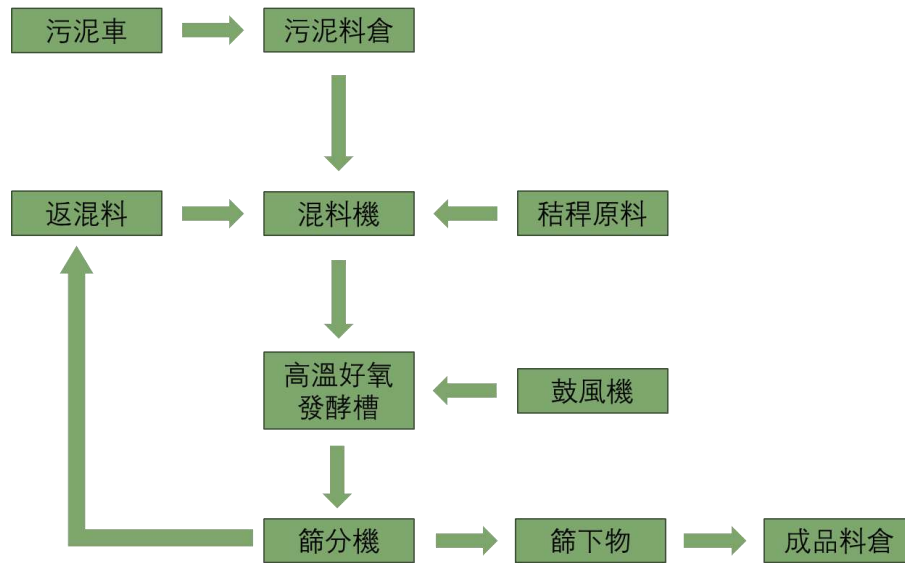 污泥車
污泥料倉
返混料
混料機
秸稈原料
高溫好氧
發酵槽
鼓風機
篩分機
篩下物
成品料倉